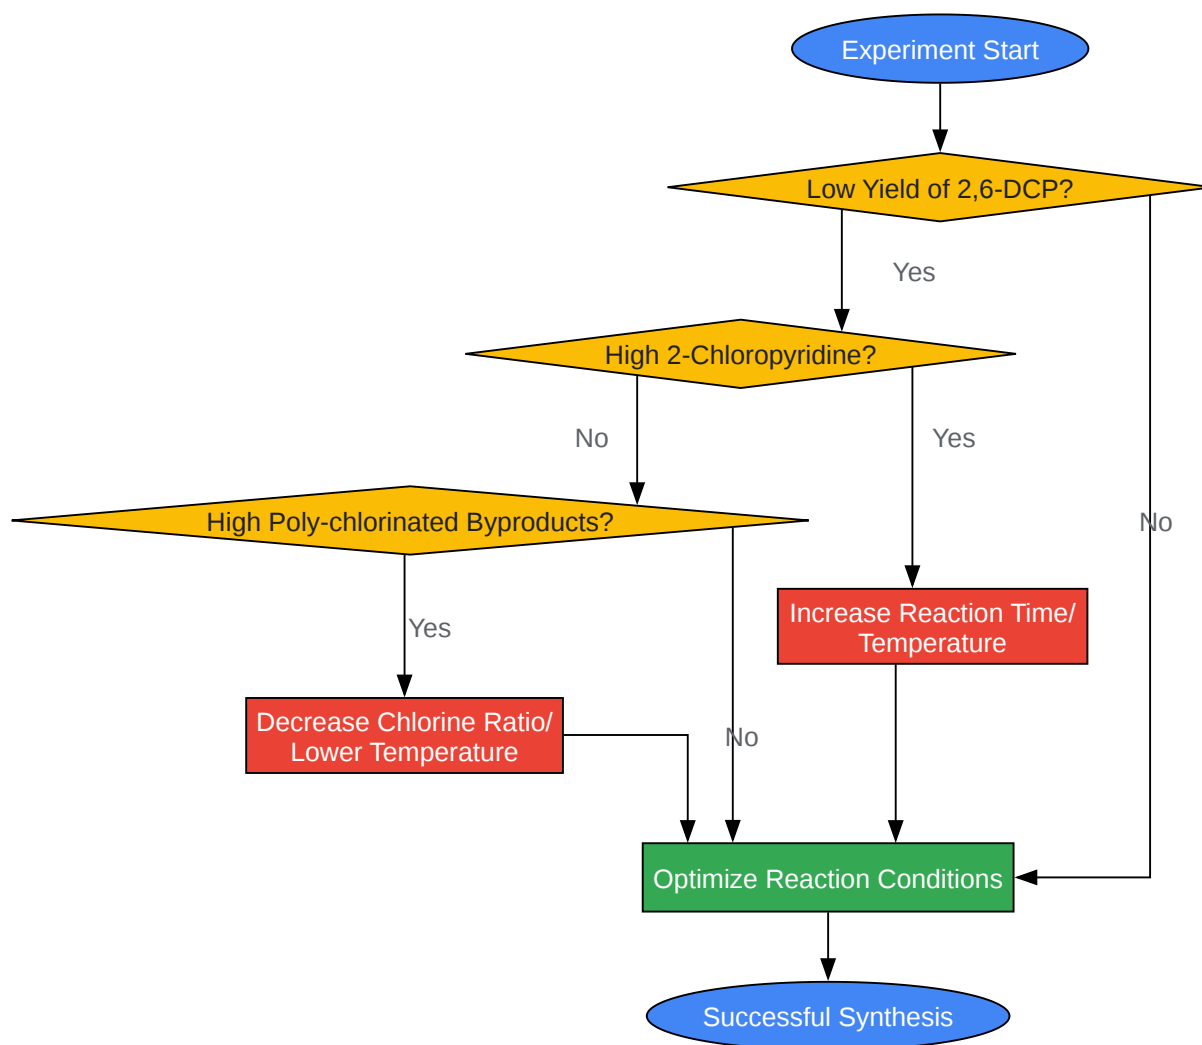 Experiment Start
Low Yield of 2,6-DCP?
Yes
High 2-Chloropyridine?
No
Yes
High Poly-chlorinated Byproducts?
No
Increase Reaction Time/
Temperature
Yes
Decrease Chlorine Ratio/
Lower Temperature
No
Optimize Reaction Conditions
Successful Synthesis